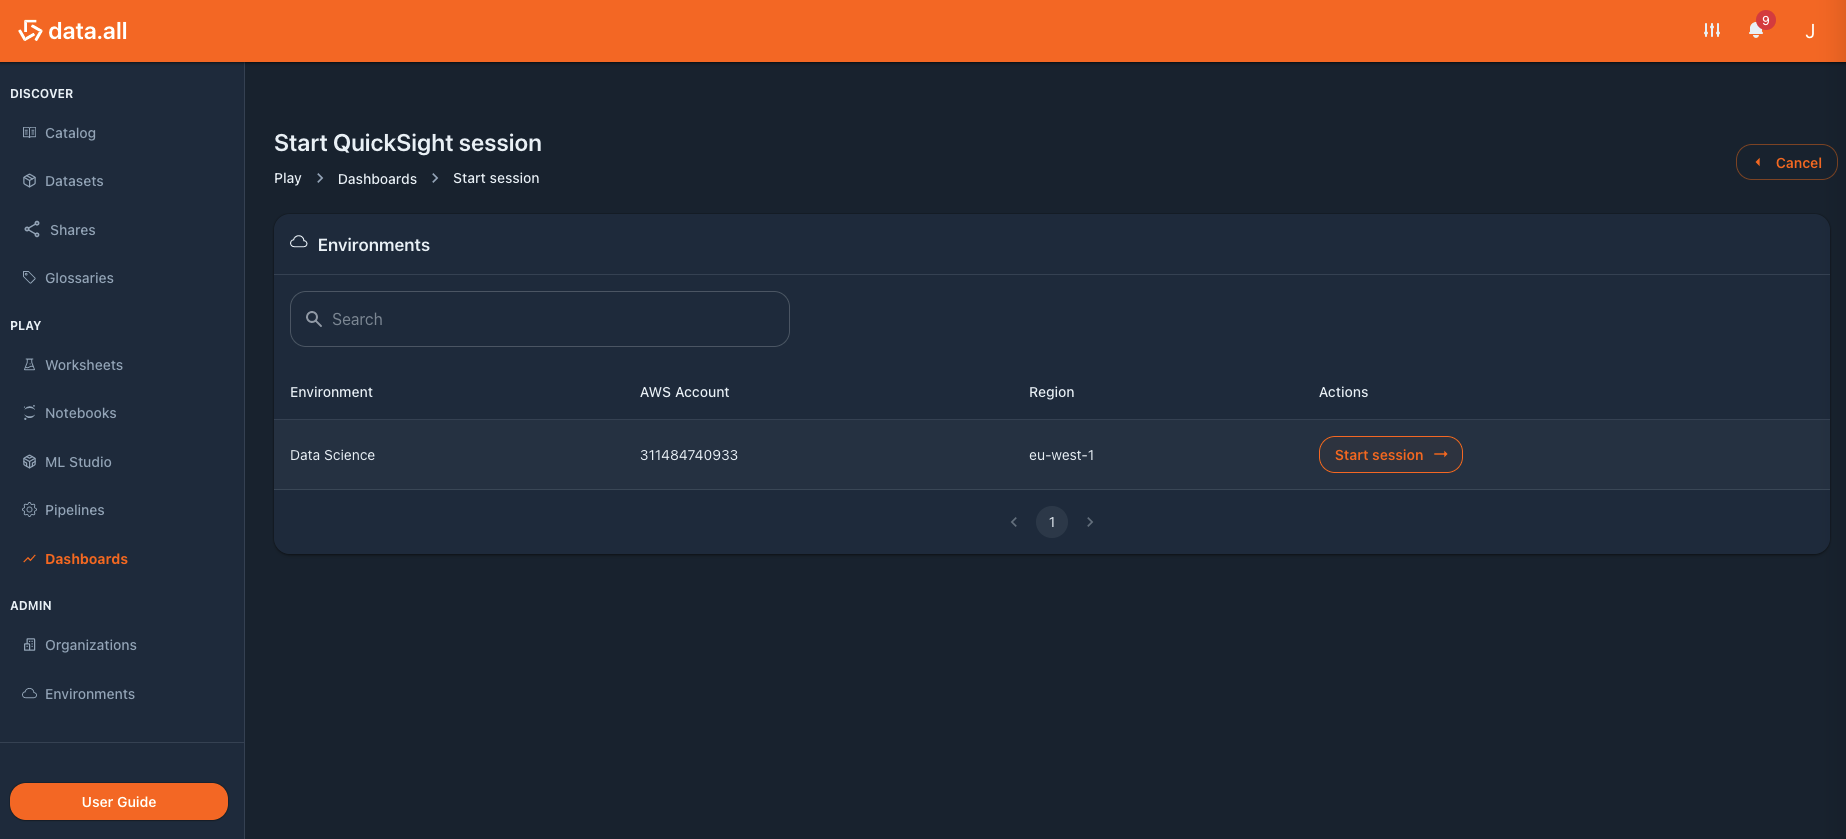 data.all
9
J
DISCOVER
Catalog
Datasets
Shares
Glossaries
PLAY
Worksheets
Notebooks
ML Studio
Pipelines
Dashboards
ADMIN
Organizations
Environments
User Guide
Start QuickSight session
Play
Dashboards
Start session
Cancel
Environments
Search
Environment AWS Account Region Actions
Data Science 311484740933 eu-west-1 Start session
1